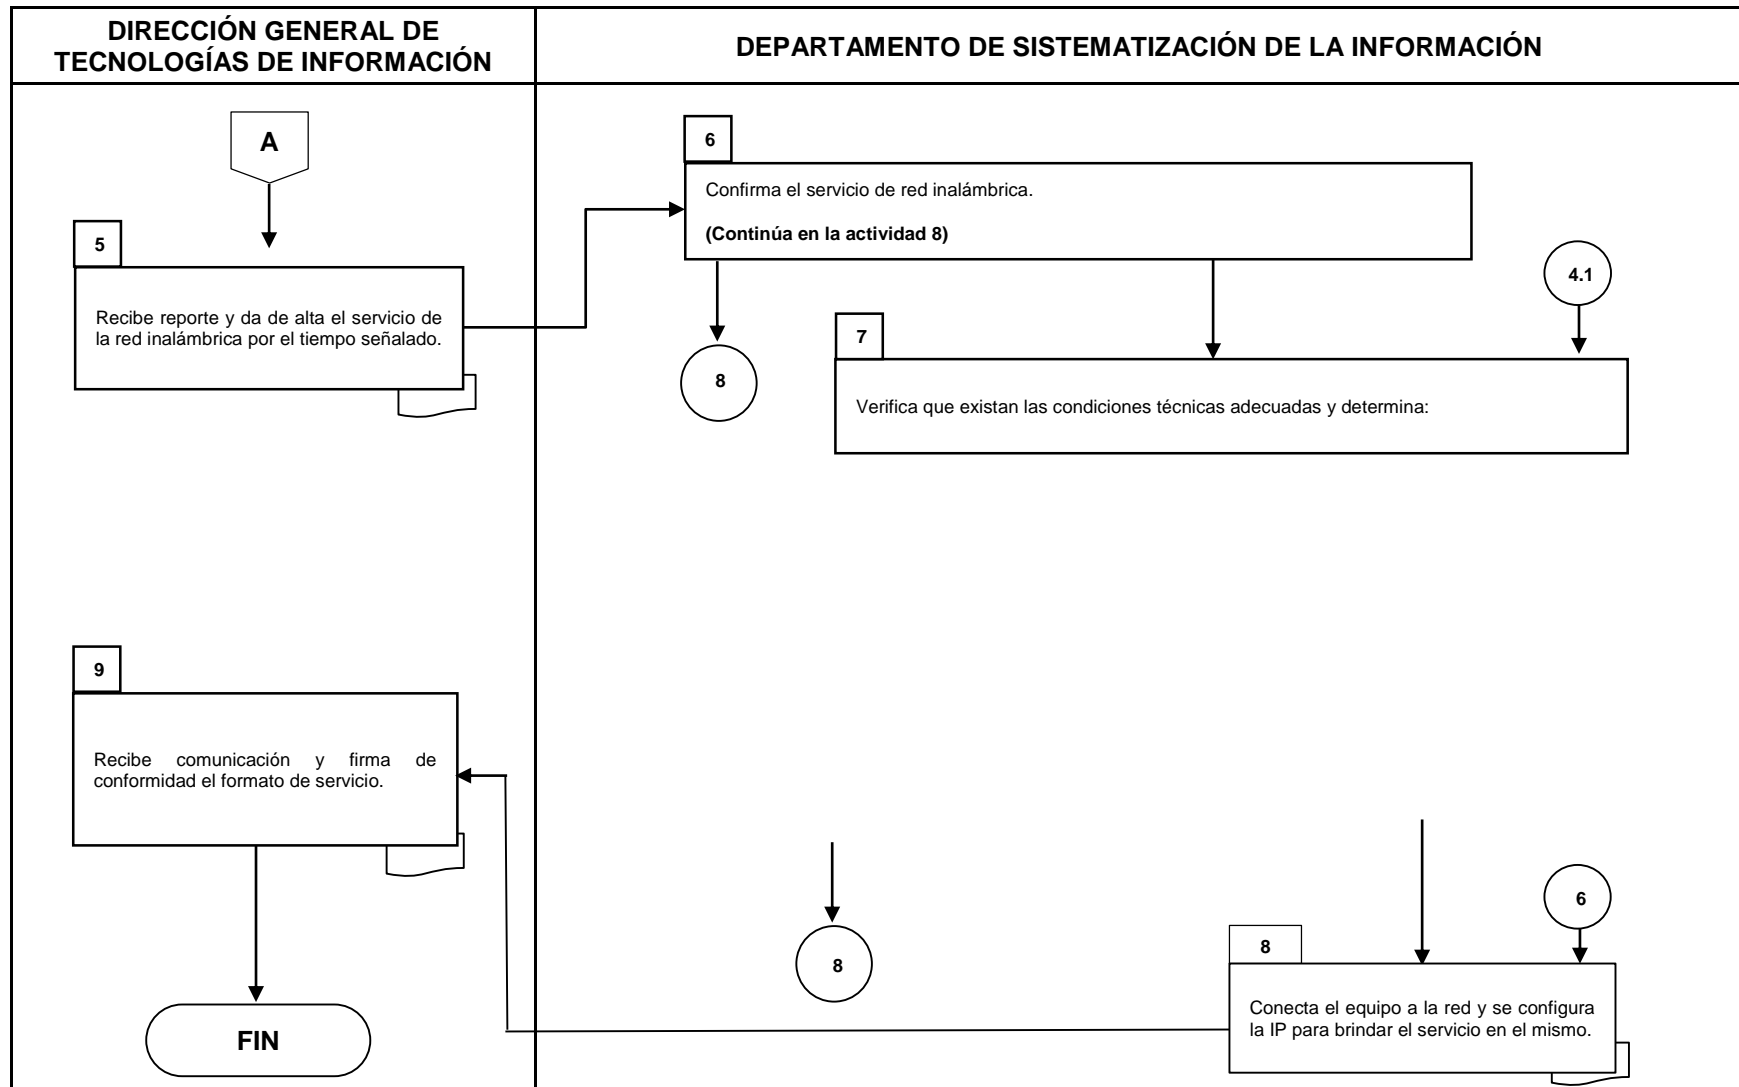 DIRECCIÓN GENERAL DE
TECNOLOGÍAS DE INFORMACIÓN
DEPARTAMENTO DE SISTEMATIZACIÓN DE LA INFORMACIÓN
A
6
Confirma el servicio de red inalámbrica.
(Continúa en la actividad 8)
5
Recibe reporte y da de alta el servicio de
la red inalámbrica por el tiempo señalado.
4.1
8
7
Verifica que existan las condiciones técnicas adecuadas y determina:
9
Recibe comunicación y firma de
conformidad el formato de servicio.
6
8
8
Conecta el equipo a la red y se configura
la IP para brindar el servicio en el mismo.
FIN